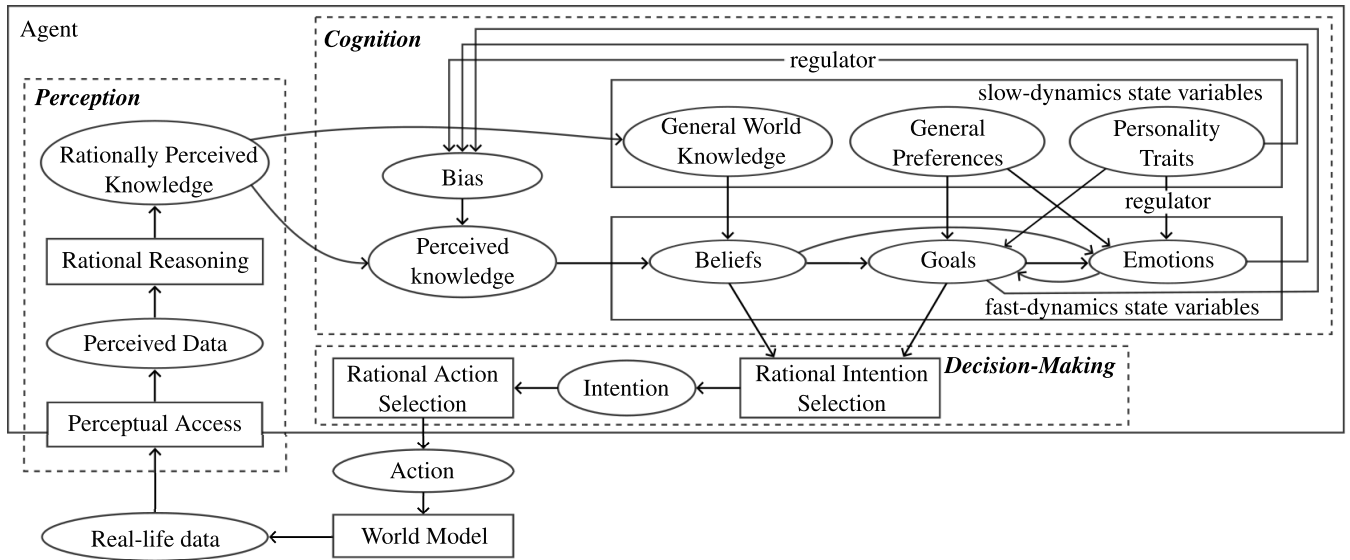 Agent
Cognition
regulator
Perception
slow-dynamics state variables
Rationally Perceived
Knowledge
General World
Knowledge
General
Preferences
Personality
Traits
Bias
regulator
Rational Reasoning
Perceived
knowledge
Beliefs
Goals
Emotions
fast-dynamics state variables
Perceived Data
Rational Action
Selection
Intention
Rational Intention
Selection
Decision-Making
Perceptual Access
Action
Real-life data
World Model